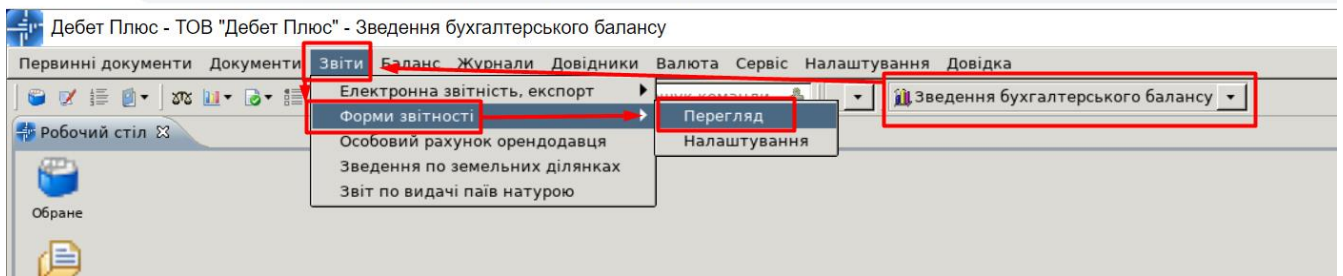 Дебет Плюс - ТОВ "Дебет Плюс" - Зведення бухгалтерського балансу
Первинні документи Документи Звіти Баланс Журнали Довідники Валюта Сервіс Налаштування Довідка
Електронна звітність, експорт команди Зведення бухгалтерського балансу
Форми звітності Перегляд
Робочий стіл
Особовий рахунок орендодавця Налаштування
Зведення по земельних ділянках
Звіт по видачі паїв натурою
Обране